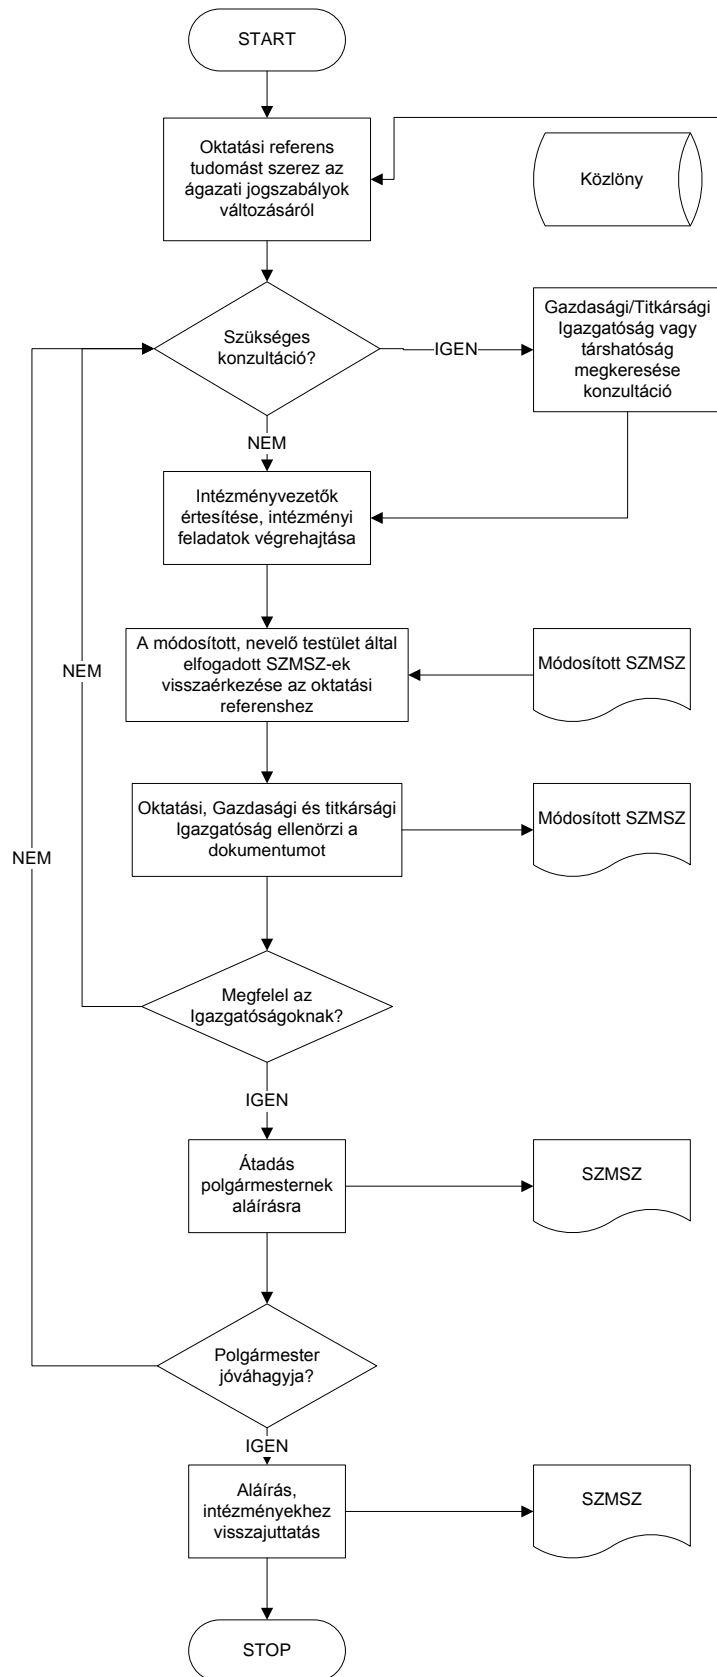 START
Oktatási referens
tudomást szerez az
ágazati jogszabályok
változásáról
Közlöny
Szükséges
konzultáció?
IGEN
Gazdasági/Titkársági
Igazgatóság vagy
társhatóság
megkeresése
konzultáció
NEM
Intézményvezetők
értesítése, intézményi
feladatok végrehajtása
A módosított, nevelő testület által
elfogadott SZMSZ-ek
visszaérkezése az oktatási
referenshez
Módosított SZMSZ
NEM
Oktatási, Gazdasági és titkársági
Igazgatóság ellenörzi a
dokumentumot
Módosított SZMSZ
NEM
Megfelel az
Igazgatóságoknak?
IGEN
Átadás
polgármesternek
aláírásra
SZMSZ
Polgármester
jóváhagyja?
IGEN
Aláírás,
intézményekhez
visszajuttatás
SZMSZ
STOP